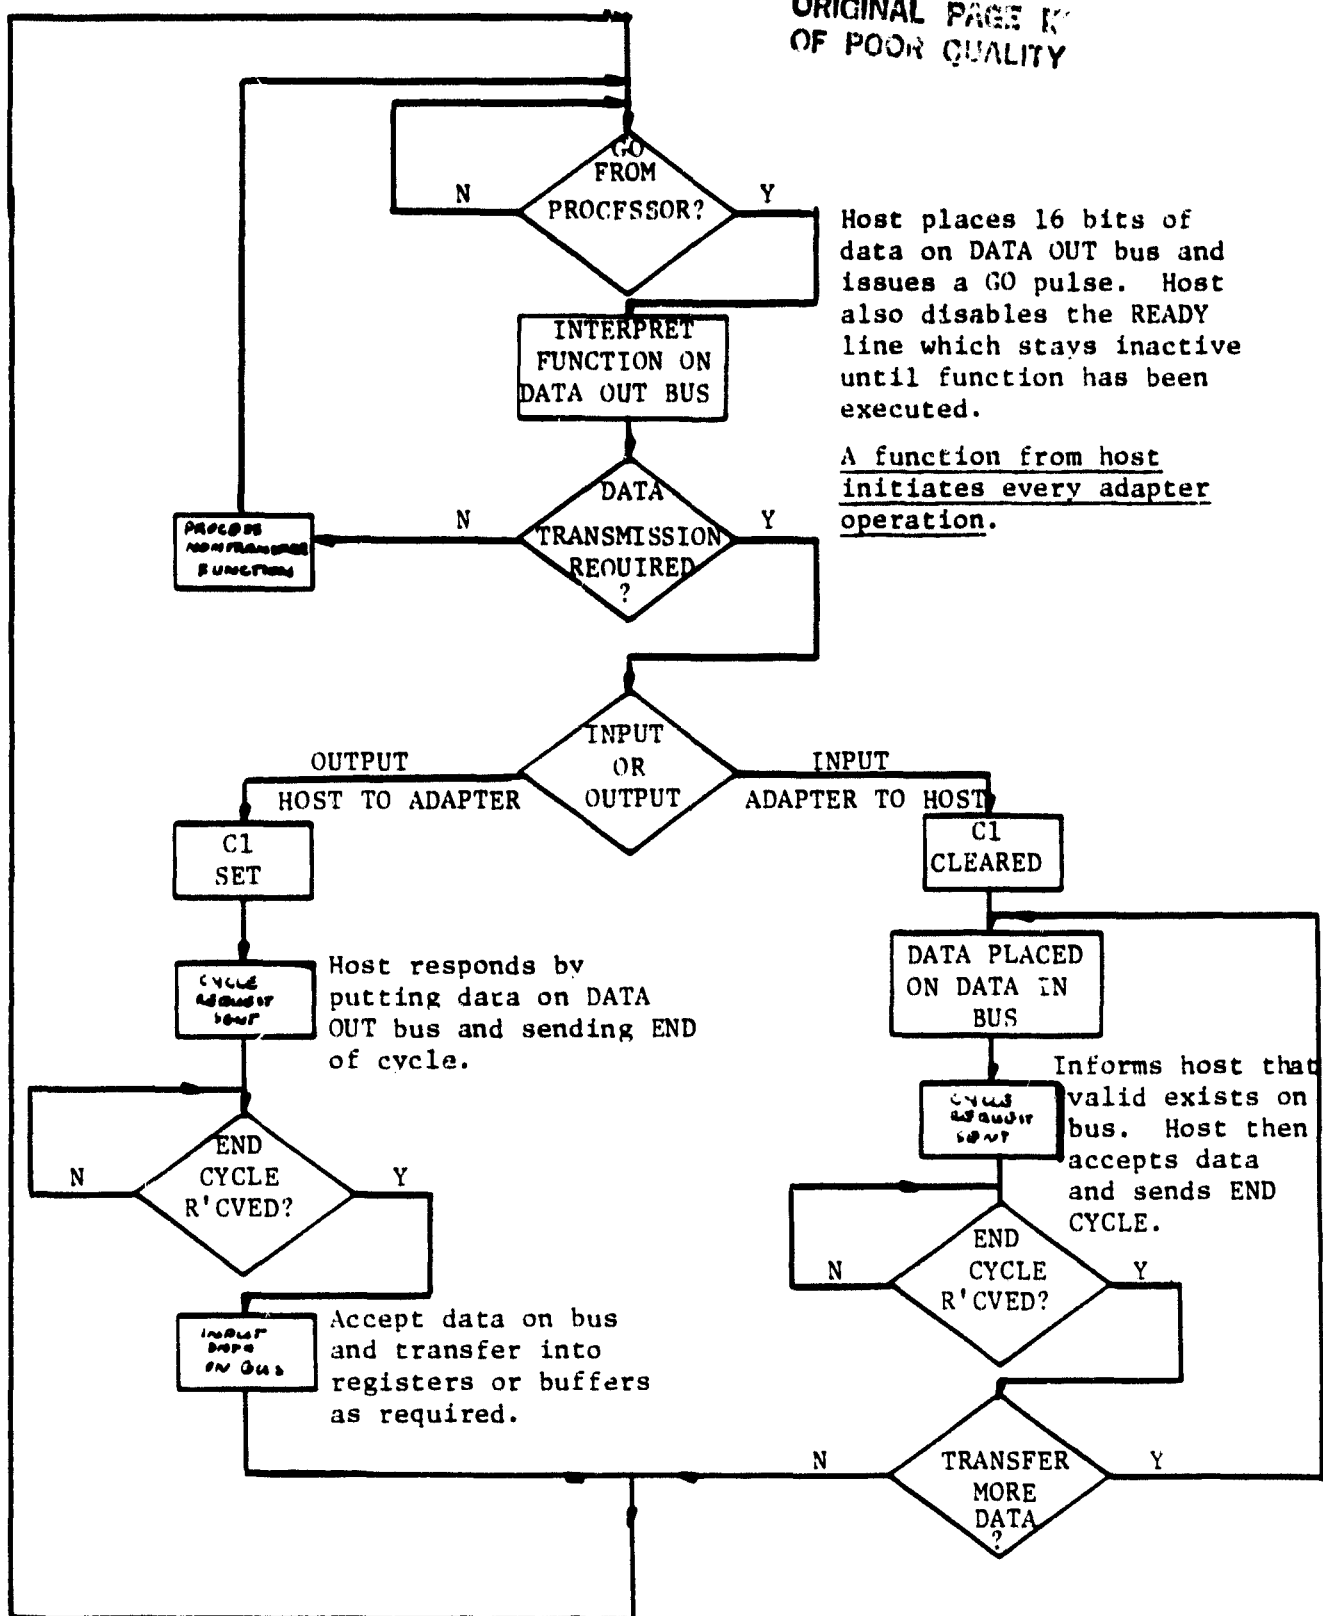 ORIGINAL PAGE
OF POOR QUALITY
GO
FROM
PROCESSOR?
N
Y
Host places 16 bits of
data on DATA OUT bus and
issues a GO pulse. Host
also disables the READY
line which stays inactive
until function has been
executed.
A function from host
initiates every adapter
operation.
INTERPRET
FUNCTION ON
DATA OUT BUS
DATA
TRANSMISSION
REQUIRED
?
N
Y
PROCESS
NONTRANSFER
FUNCTION
INPUT
OR
OUTPUT
OUTPUT
HOST TO ADAPTER
INPUT
ADAPTER TO HOST
C1
SET
C1
CLEARED
CYCLE
REQUEST
SENT
Host responds by
putting data on DATA
OUT bus and sending END
of cycle.
DATA PLACED
ON DATA IN
BUS
CYCLE
REQUEST
SENT
Informs host that
valid exists on
bus. Host then
accepts data
and sends END
CYCLE.
END
CYCLE
R'CVED?
N
Y
END
CYCLE
R'CVED?
N
Y
INPUT
DATA
ON BUS
Accept data on bus
and transfer into
registers or buffers
as required.
TRANSFER
MORE
DATA
?
N
Y